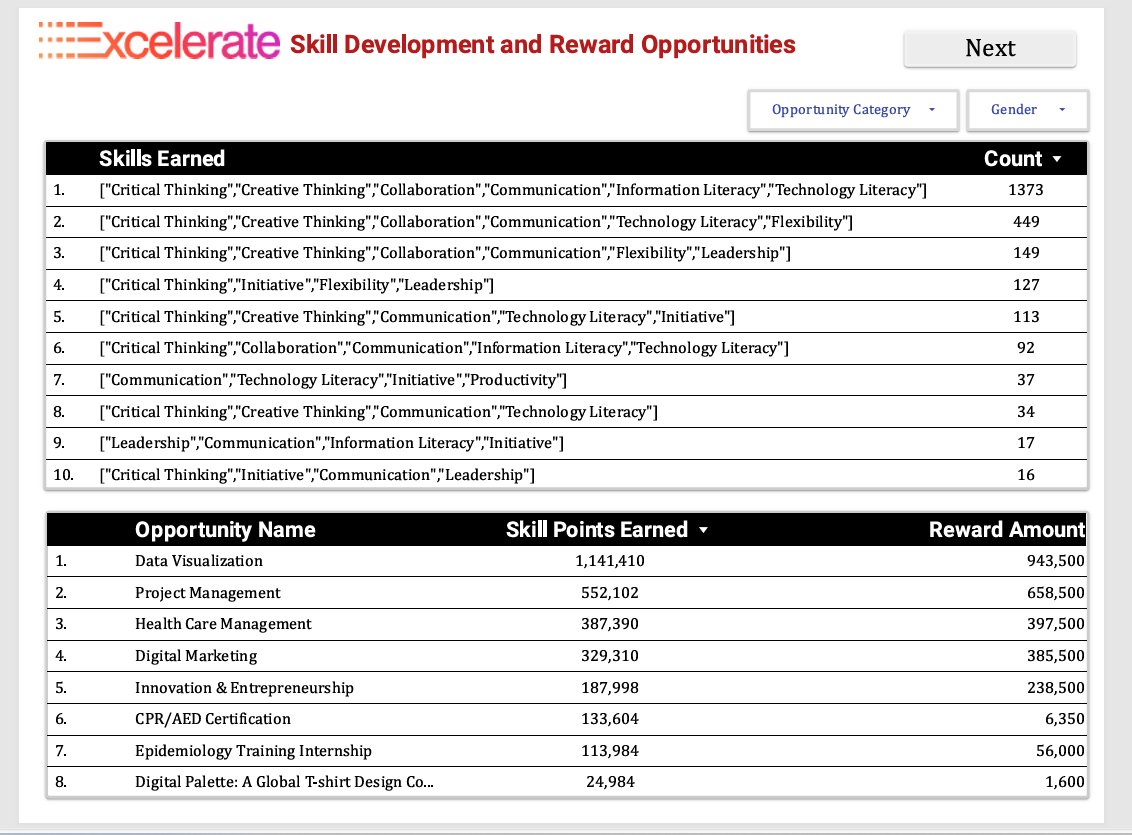 Excelerate Skill Development and Reward Opportunities
Next
Opportunity Category Gender
Skills Earned Count
1. ["Critical Thinking","Creative Thinking","Collaboration","Communication","Information Literacy","Technology Literacy"] 1373
2. ["Critical Thinking","Creative Thinking","Collaboration","Communication","Technology Literacy","Flexibility"] 449
3. ["Critical Thinking","Creative Thinking","Collaboration","Communication","Flexibility","Leadership"] 149
4. ["Critical Thinking","Initiative","Flexibility","Leadership"] 127
5. ["Critical Thinking","Creative Thinking","Communication","Technology Literacy","Initiative"] 113
6. ["Critical Thinking","Collaboration","Communication","Information Literacy","Technology Literacy"] 92
7. ["Communication","Technology Literacy","Initiative","Productivity"] 37
8. ["Critical Thinking","Creative Thinking","Communication","Technology Literacy"] 34
9. ["Leadership","Communication","Information Literacy","Initiative"] 17
10. ["Critical Thinking","Initiative","Communication","Leadership"] 16
Opportunity Name Skill Points Earned Reward Amount
1. Data Visualization 1,141,410 943,500
2. Project Management 552,102 658,500
3. Health Care Management 387,390 397,500
4. Digital Marketing 329,310 385,500
5. Innovation & Entrepreneurship 187,998 238,500
6. CPR/AED Certification 133,604 6,350
7. Epidemiology Training Internship 113,984 56,000
8. Digital Palette: A Global T-shirt Design Co... 24,984 1,600